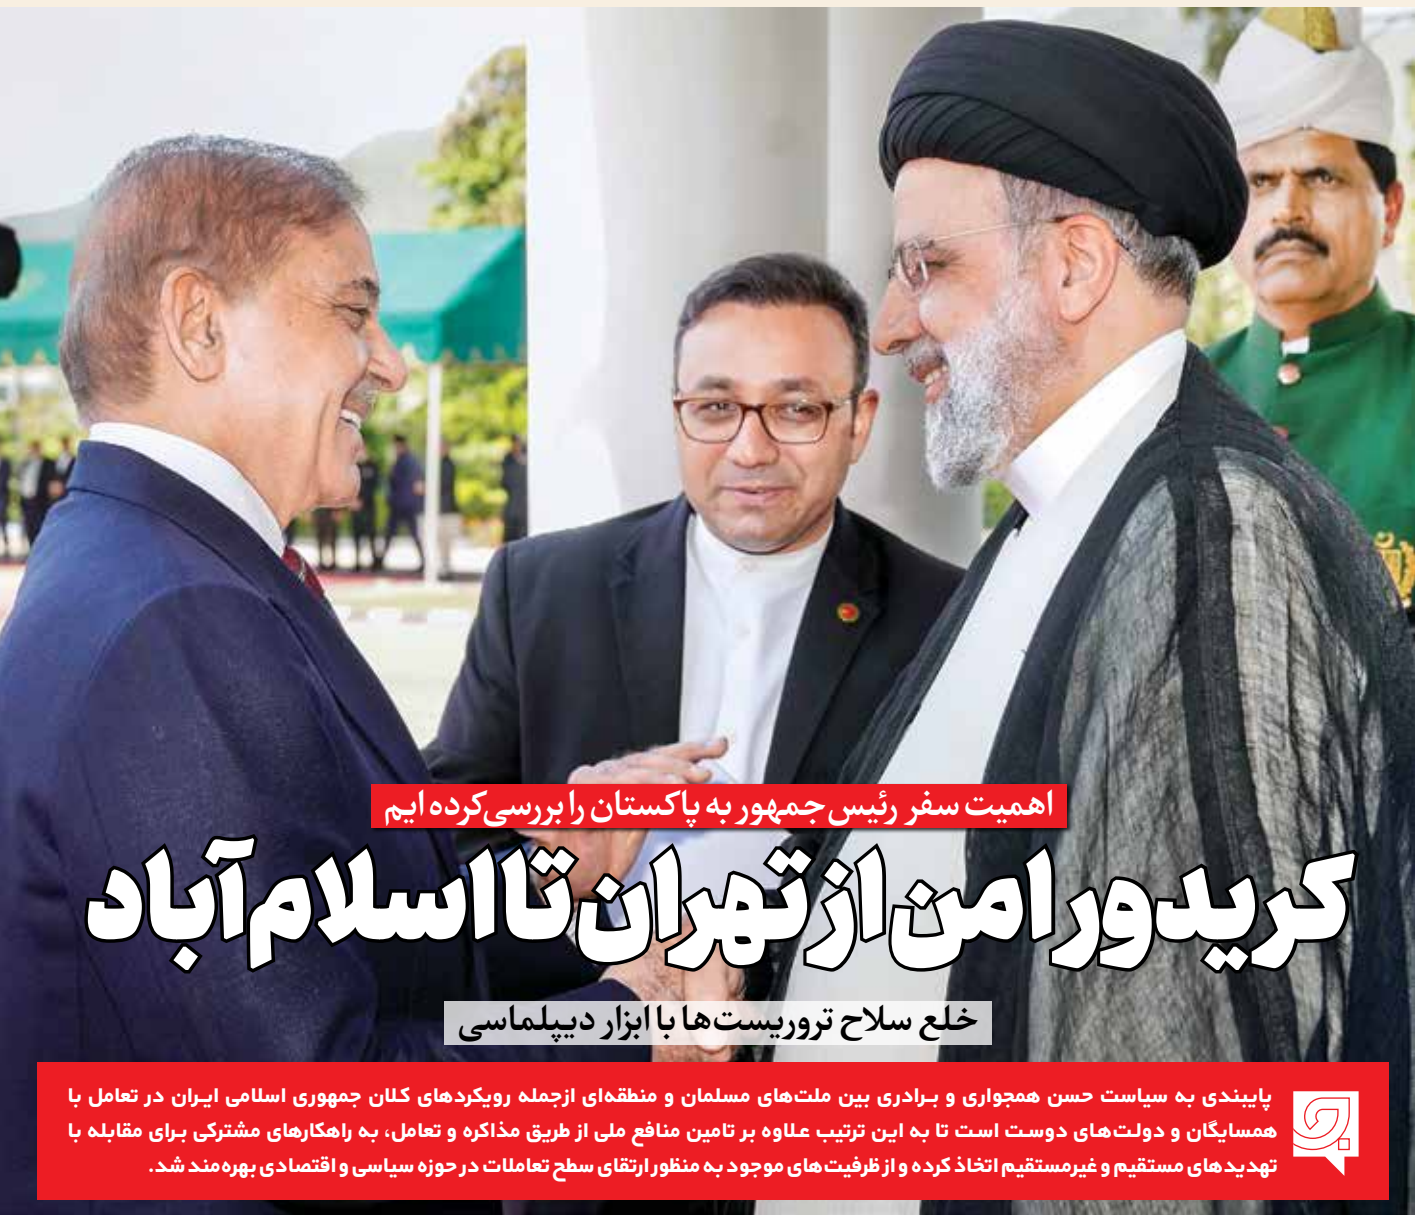 اهمیت سفر رئیس‌جمهور به پاکستان را بررسی‌کرده ایم
کریدور امن از تهران تا اسلام‌آباد
خلع سلاح تروریست‌ها با ابزار دیپلماسی
پایبندی به سیاست حسن همجواری و برادری بین ملت‌های مسلمان و منطقه‌ای ازجمله رویکردهای کلان جمهوری اسلامی ایران در تعامل با
همسایگان و دولت‌های دوست است تا به این ترتیب علاوه بر تامین منافع ملی از طریق مذاکره و تعامل، به راهکارهای مشترکی برای مقابله با
تهدیدهای مستقیم و غیرمستقیم اتخاذ کرده و از ظرفیت‌های موجود به منظور ارتقای سطح تعاملات در حوزه سیاسی و اقتصادی بهره‌مند شد.